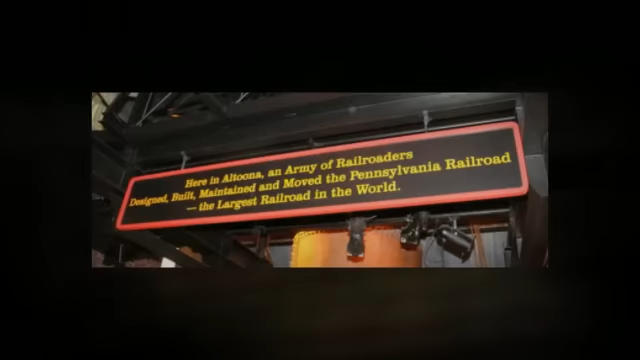 Here in Altoona, an Army of Railroaders
Designed, Built, Maintained and Moved the Pennsylvania Railroad
— the Largest Railroad in the World.